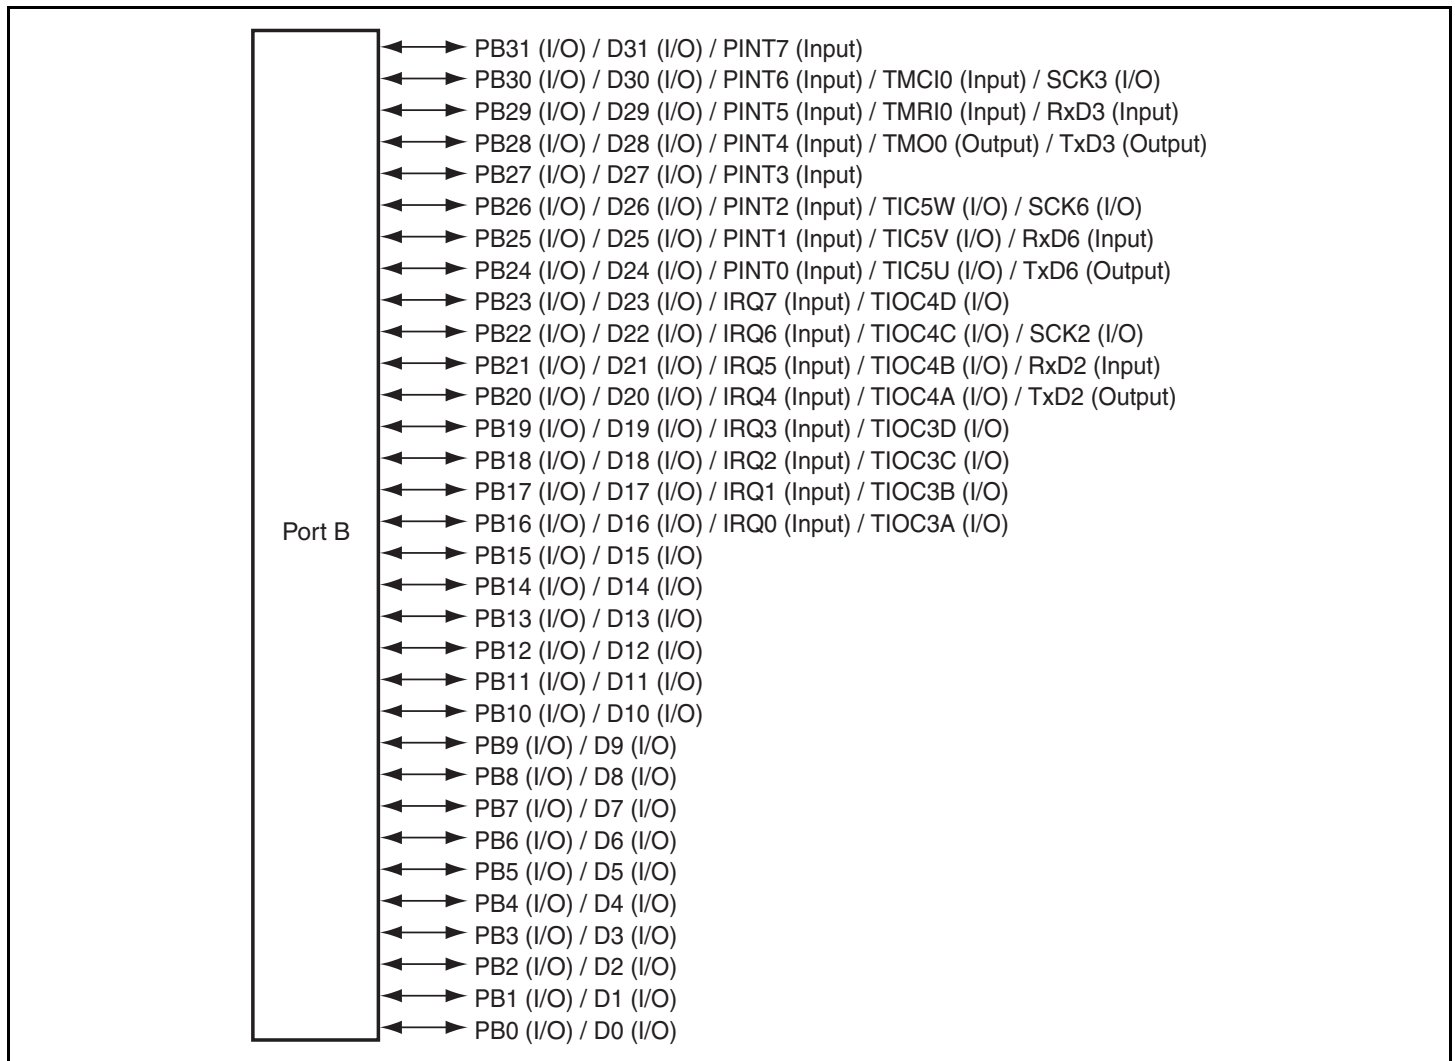 PB31 (I/O) / D31 (I/O) / PINT7 (Input)
PB30 (I/O) / D30 (I/O) / PINT6 (Input) / TMCI0 (Input) / SCK3 (I/O)
PB29 (I/O) / D29 (I/O) / PINT5 (Input) / TMRI0 (Input) / RxD3 (Input)
PB28 (I/O) / D28 (I/O) / PINT4 (Input) / TMO0 (Output) / TxD3 (Output)
PB27 (I/O) / D27 (I/O) / PINT3 (Input)
PB26 (I/O) / D26 (I/O) / PINT2 (Input) / TIC5W (I/O) / SCK6 (I/O)
PB25 (I/O) / D25 (I/O) / PINT1 (Input) / TIC5V (I/O) / RxD6 (Input)
PB24 (I/O) / D24 (I/O) / PINT0 (Input) / TIC5U (I/O) / TxD6 (Output)
PB23 (I/O) / D23 (I/O) / IRQ7 (Input) / TIOC4D (I/O)
PB22 (I/O) / D22 (I/O) / IRQ6 (Input) / TIOC4C (I/O) / SCK2 (I/O)
PB21 (I/O) / D21 (I/O) / IRQ5 (Input) / TIOC4B (I/O) / RxD2 (Input)
PB20 (I/O) / D20 (I/O) / IRQ4 (Input) / TIOC4A (I/O) / TxD2 (Output)
PB19 (I/O) / D19 (I/O) / IRQ3 (Input) / TIOC3D (I/O)
PB18 (I/O) / D18 (I/O) / IRQ2 (Input) / TIOC3C (I/O)
PB17 (I/O) / D17 (I/O) / IRQ1 (Input) / TIOC3B (I/O)
PB16 (I/O) / D16 (I/O) / IRQ0 (Input) / TIOC3A (I/O)
Port B
PB15 (I/O) / D15 (I/O)
PB14 (I/O) / D14 (I/O)
PB13 (I/O) / D13 (I/O)
PB12 (I/O) / D12 (I/O)
PB11 (I/O) / D11 (I/O)
PB10 (I/O) / D10 (I/O)
PB9 (I/O) / D9 (I/O)
PB8 (I/O) / D8 (I/O)
PB7 (I/O) / D7 (I/O)
PB6 (I/O) / D6 (I/O)
PB5 (I/O) / D5 (I/O)
PB4 (I/O) / D4 (I/O)
PB3 (I/O) / D3 (I/O)
PB2 (I/O) / D2 (I/O)
PB1 (I/O) / D1 (I/O)
PB0 (I/O) / D0 (I/O)